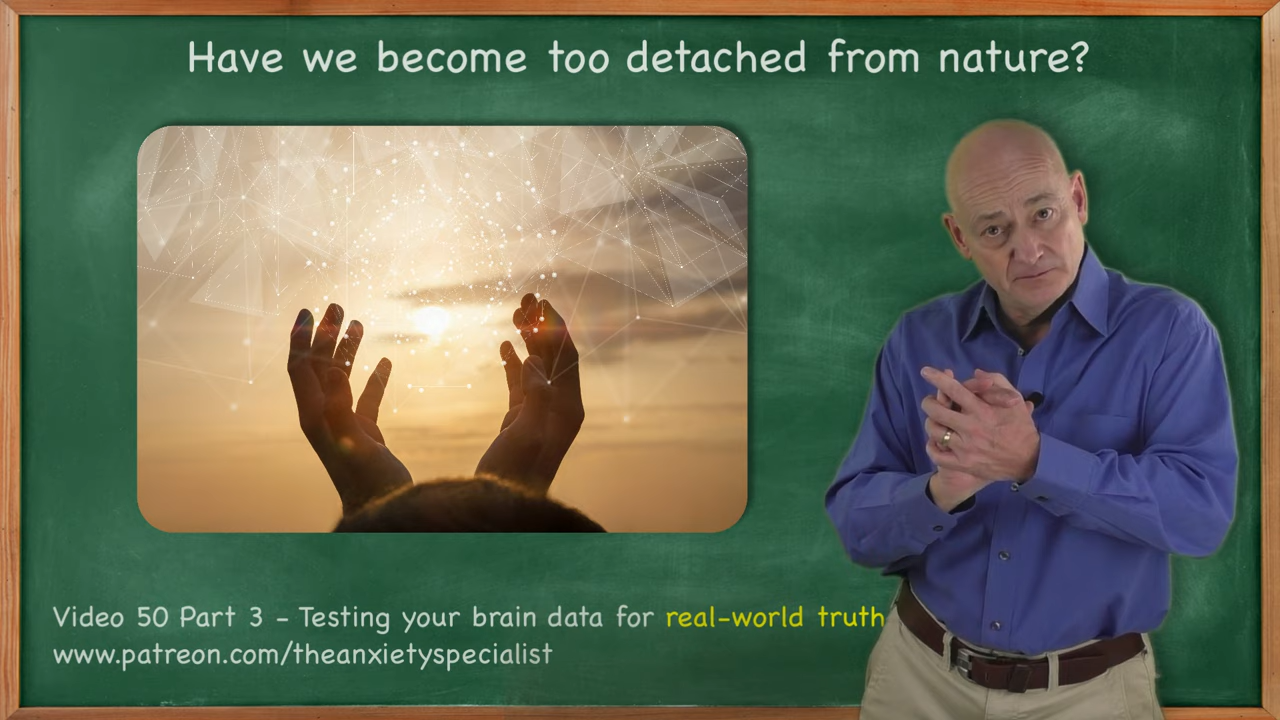 Have we become too detached from nature?
Video 50 Part 3 - Testing your brain data for real-world truth
www.patreon.com/theanxietyspecialist